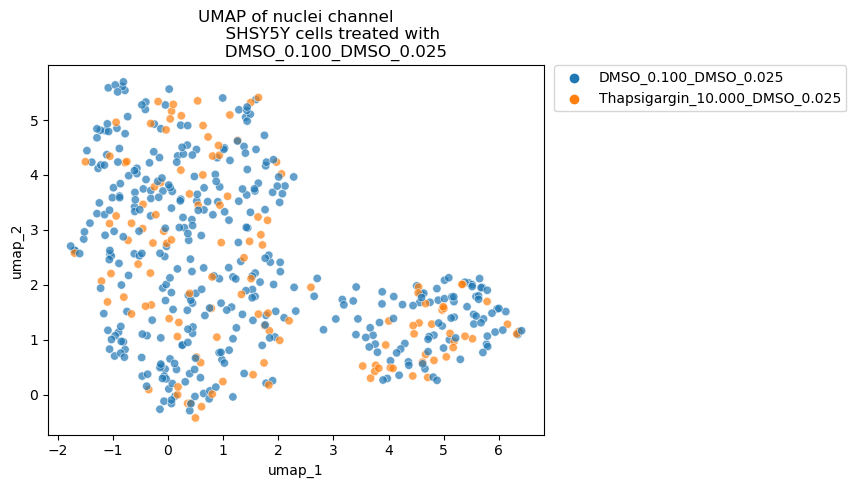 UMAP of nuclei channel
SHSY5Y cells treated with
DMSO_0.100_DMSO_0.025
DMSO_0.100_DMSO_0.025
Thapsigargin_10.000_DMSO_0.025
umap_2
5
4
3
2
1
0
−2 −1 0 1 2 3 4 5 6
umap_1